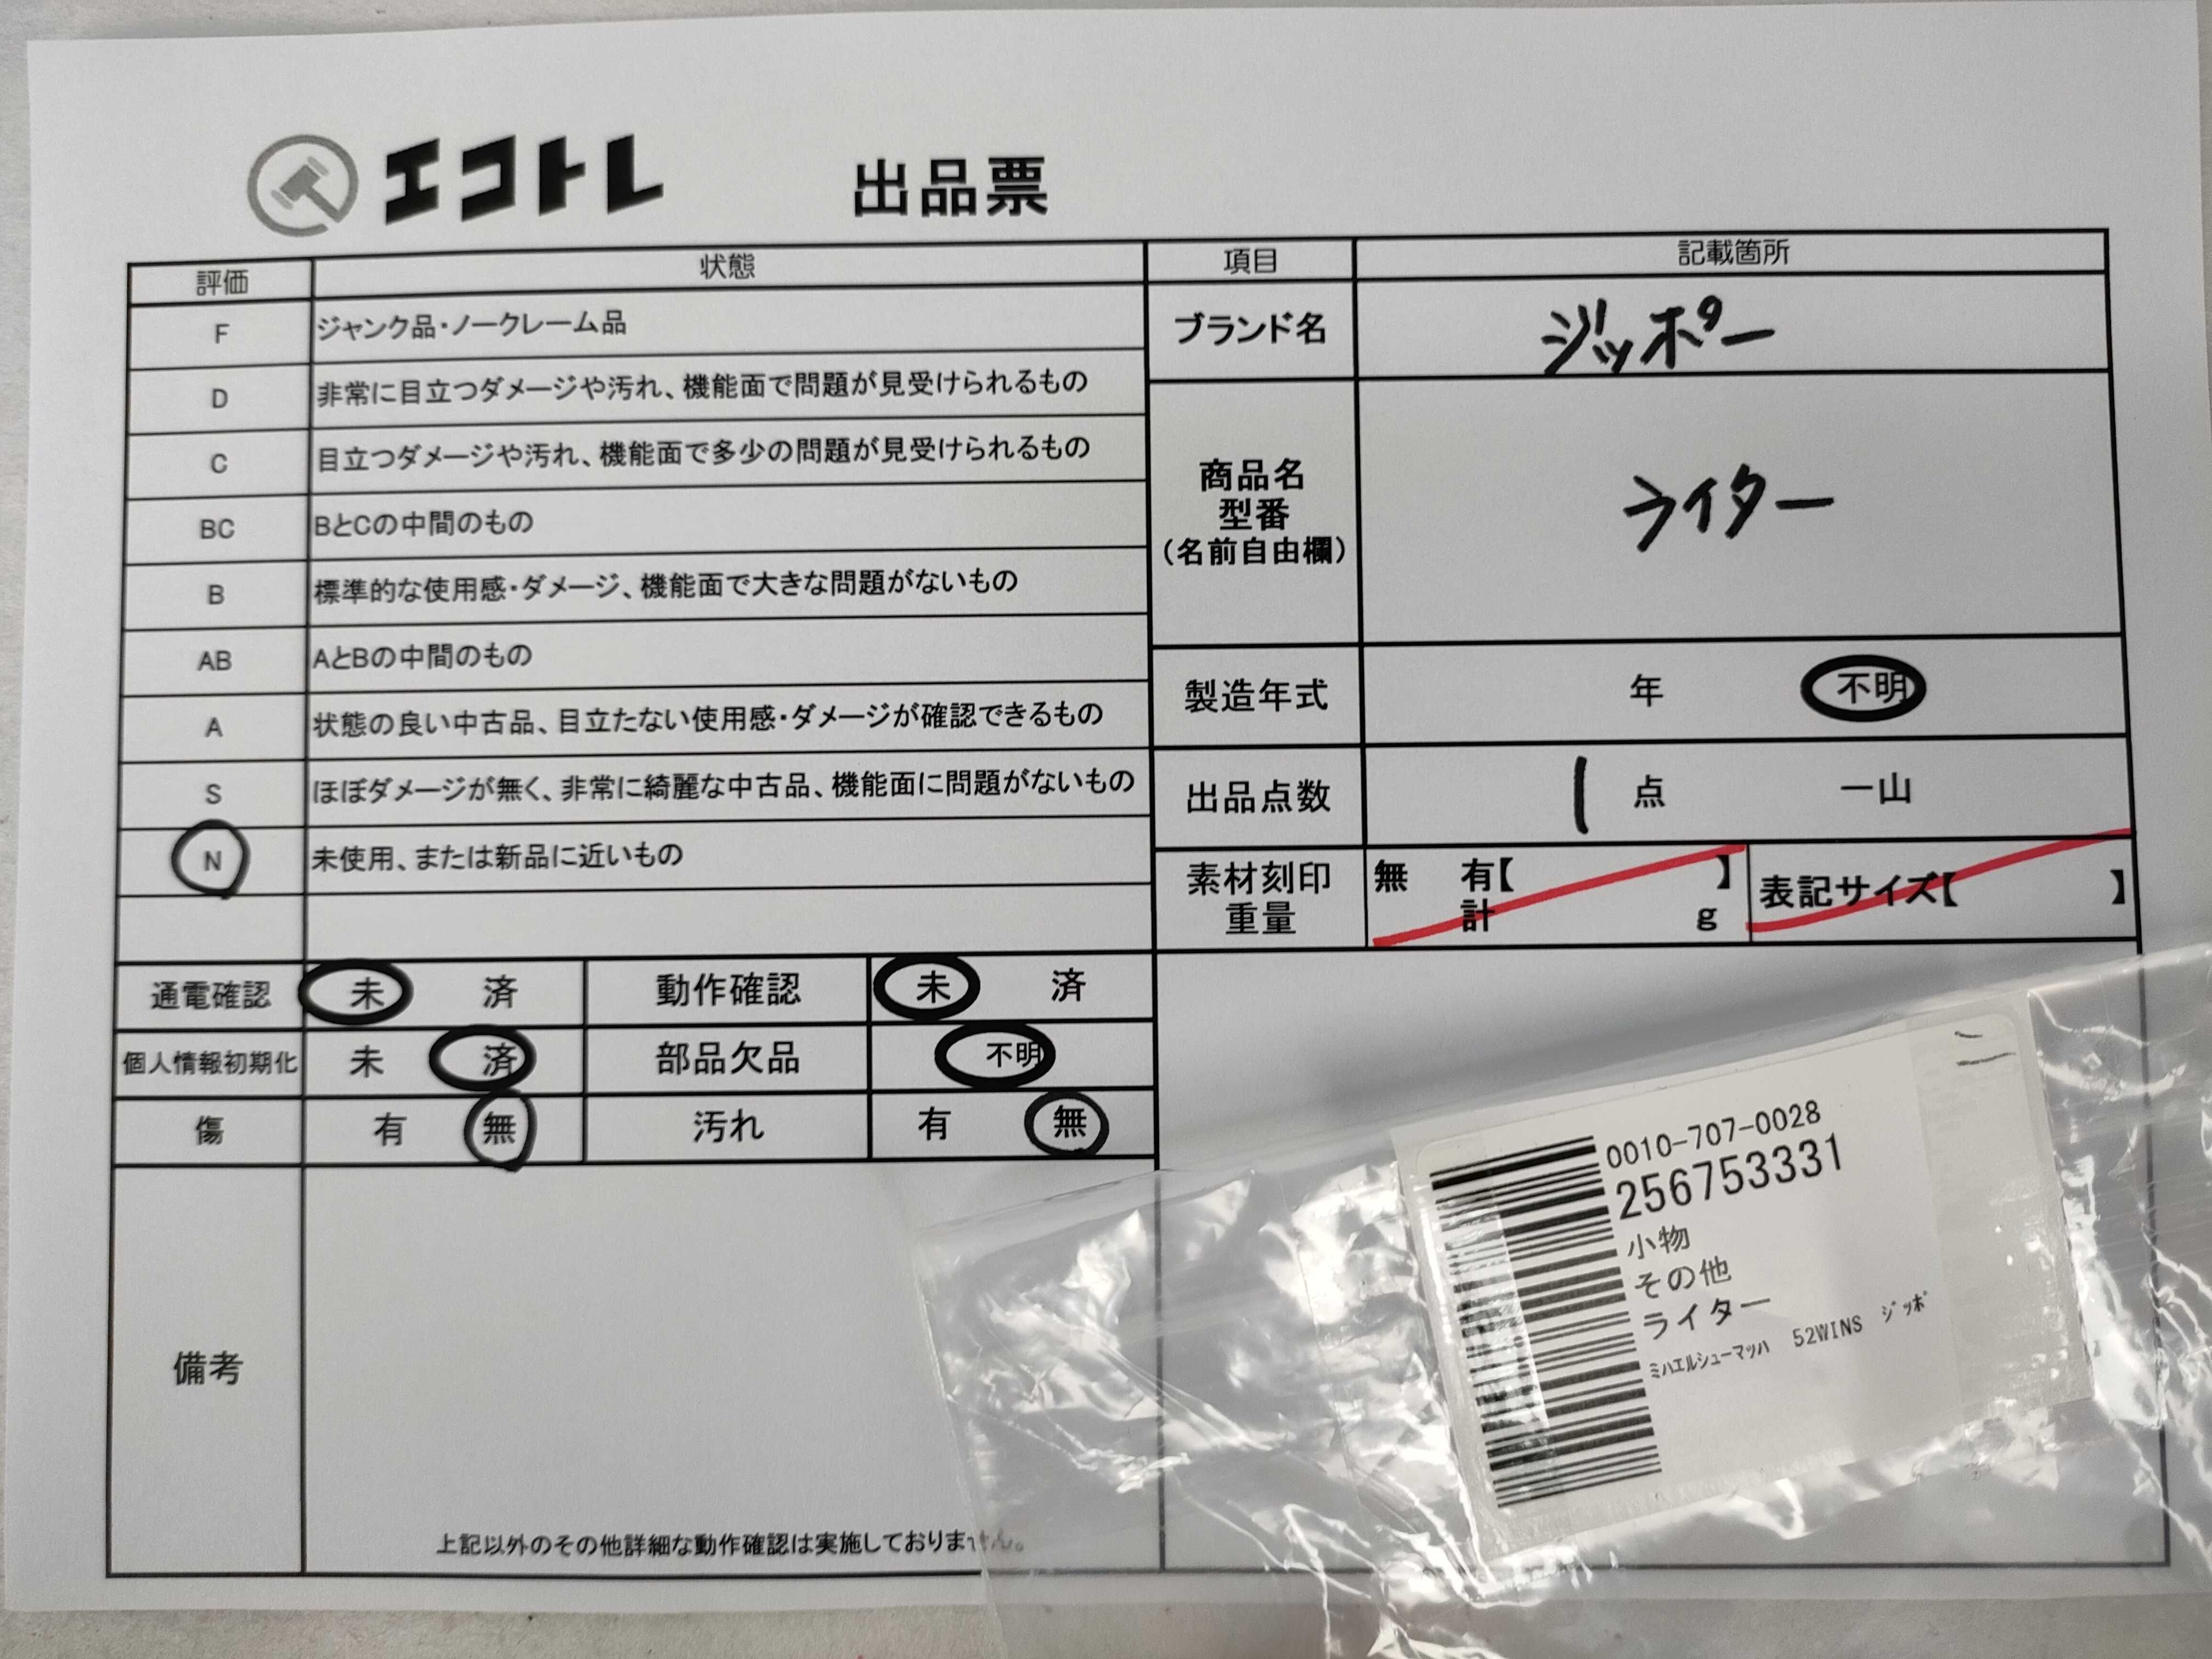 エコトレ 出品票
評価 状態
F ジャンク品・ノークレーム品
D 非常に目立つダメージや汚れ、機能面で問題が見受けられるもの
C 目立つダメージや汚れ、機能面で多少の問題が見受けられるもの
BC BとCの中間のもの
B 標準的な使用感・ダメージ、機能面で大きな問題がないもの
AB AとBの中間のもの
A 状態の良い中古品、目立たない使用感・ダメージが確認できるもの
S ほぼダメージが無く、非常に綺麗な中古品、機能面に問題がないもの
N 未使用、または新品に近いもの
通電確認 未 済 動作確認 未 済
個人情報初期化 未 済 部品欠品 不明
傷 有 無 汚れ 有 無
備考
上記以外のその他詳細な動作確認は実施しておりません。
項目 記載箇所
ブランド名 ジッポー
商品名
型番
(名前自由欄)
ライター
製造年式 年 不明
出品点数 1 点 一山
素材刻印 無 有【 】
重量 計 g
表記サイズ【 】
0010-707-0028
256753331
小物
その他
ライター
ﾐﾊｴﾙｼｭｰﾏｯﾊ 52WINS ｼﾞｯﾎﾟ